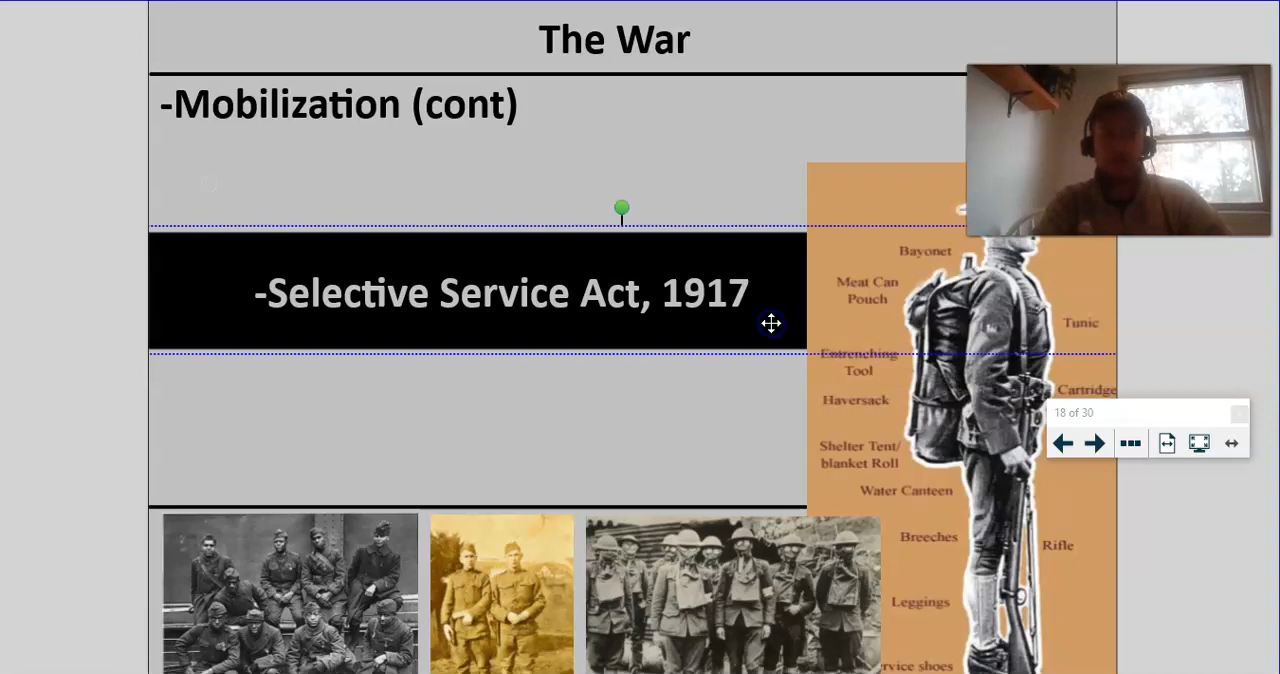 The War
-Mobilization (cont)
-Selective Service Act, 1917
Bayonet
Meat Can
Pouch
Tunic
Entrenching
Tool
Cartridge
Haversack
18 of 30
Shelter Tent/
blanket Roll
Water Canteen
Breeches
Rifle
Leggings
rvice shoes